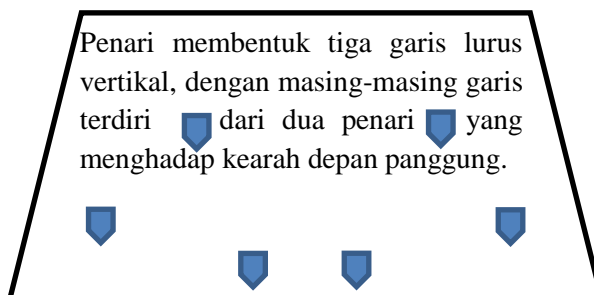 Penari membentuk tiga garis lurus
vertikal, dengan masing-masing garis
terdiri dari dua penari yang
menghadap kearah depan panggung.